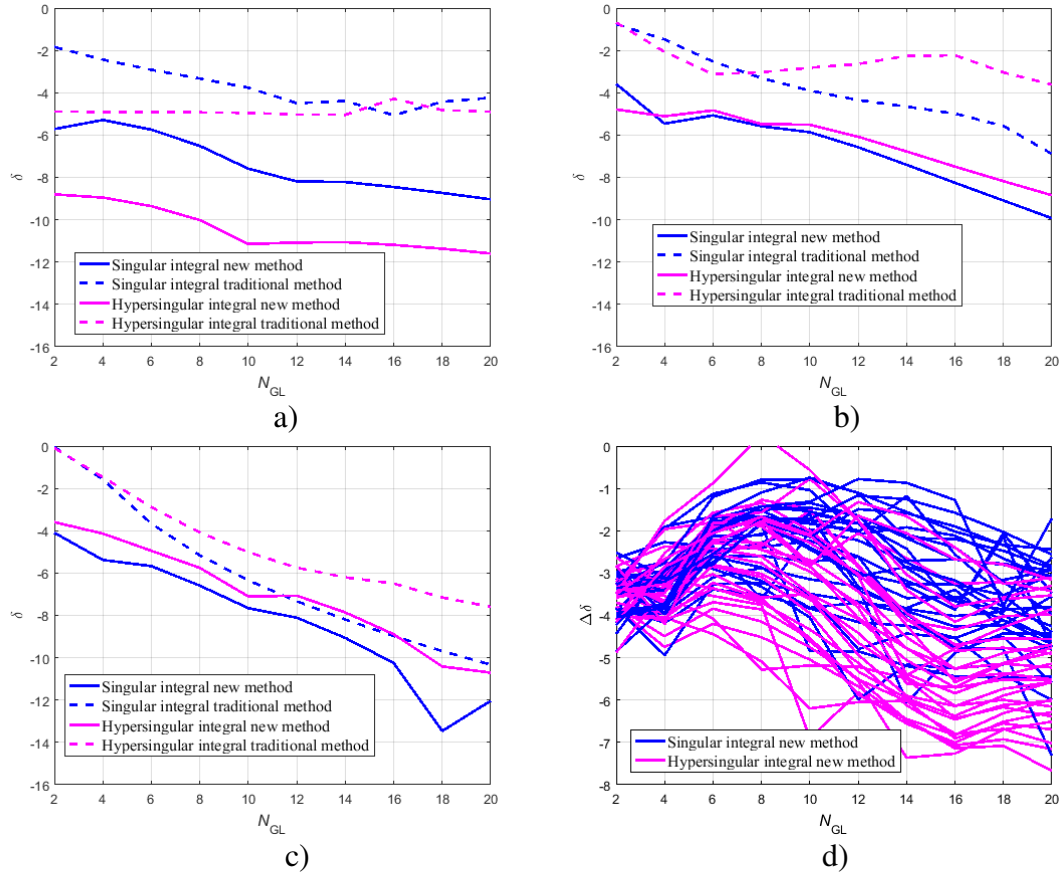 0
-2
-4
-6
-8
-10
-12
-14
-16
δ
2 4 6 8 10 12 14 16 18 20
N_GL
Singular integral new method
Singular integral traditional method
Hypersingular integral new method
Hypersingular integral traditional method
a)
0
-2
-4
-6
-8
-10
-12
-14
-16
δ
2 4 6 8 10 12 14 16 18 20
N_GL
Singular integral new method
Singular integral traditional method
Hypersingular integral new method
Hypersingular integral traditional method
b)
0
-2
-4
-6
-8
-10
-12
-14
-16
δ
2 4 6 8 10 12 14 16 18 20
N_GL
Singular integral new method
Singular integral traditional method
Hypersingular integral new method
Hypersingular integral traditional method
c)
0
-1
-2
-3
-4
-5
-6
-7
-8
Δδ
2 4 6 8 10 12 14 16 18 20
N_GL
Singular integral new method
Hypersingular integral new method
d)